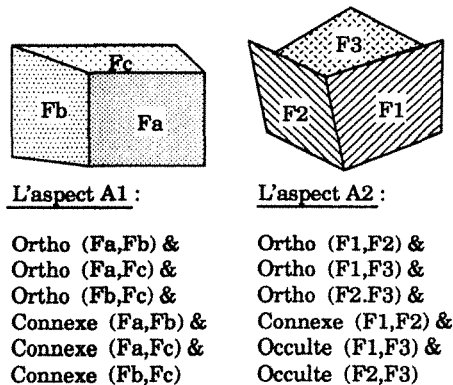 Fc
Fb
Fa
F3
F2
F1
L'aspect A1 :
Ortho (Fa,Fb) &
Ortho (Fa,Fc) &
Ortho (Fb,Fc) &
Connexe (Fa,Fb) &
Connexe (Fa,Fc) &
Connexe (Fb,Fc)
L'aspect A2 :
Ortho (F1,F2) &
Ortho (F1,F3) &
Ortho (F2.F3) &
Connexe (F1,F2) &
Occulte (F1,F3) &
Occulte (F2,F3)